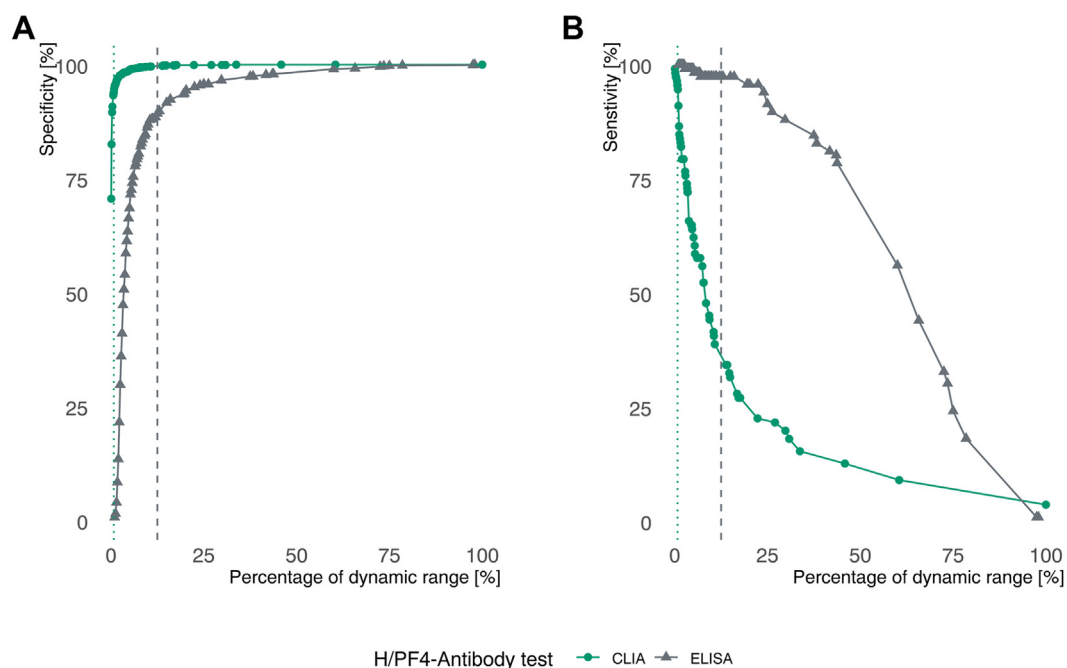 A
B
Specificity [%]
Senstivity [%]
100
75
50
25
0
100
75
50
25
0
0 25 50 75 100
0 25 50 75 100
Percentage of dynamic range [%]
Percentage of dynamic range [%]
H/PF4-Antibody test CLIA ELISA